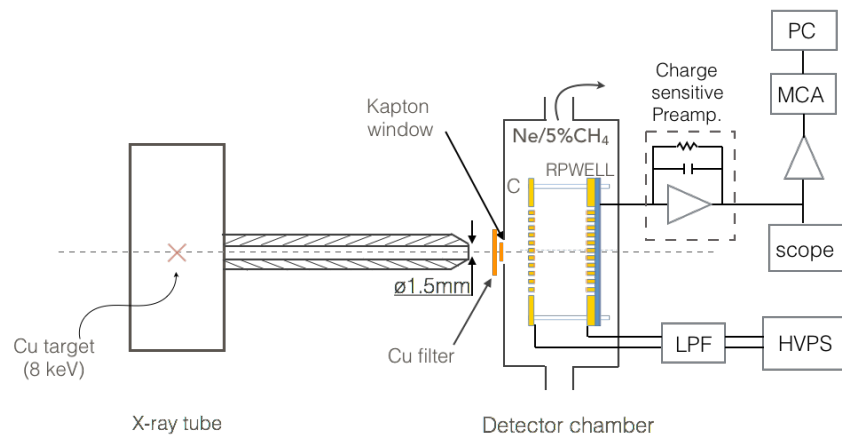 PC
MCA
Charge
sensitive
Preamp.
Kapton
window
Ne/5%CH₄
RPWELL
C
scope
ø1.5mm
Cu target
(8 keV)
Cu filter
LPF
HVPS
X-ray tube
Detector chamber